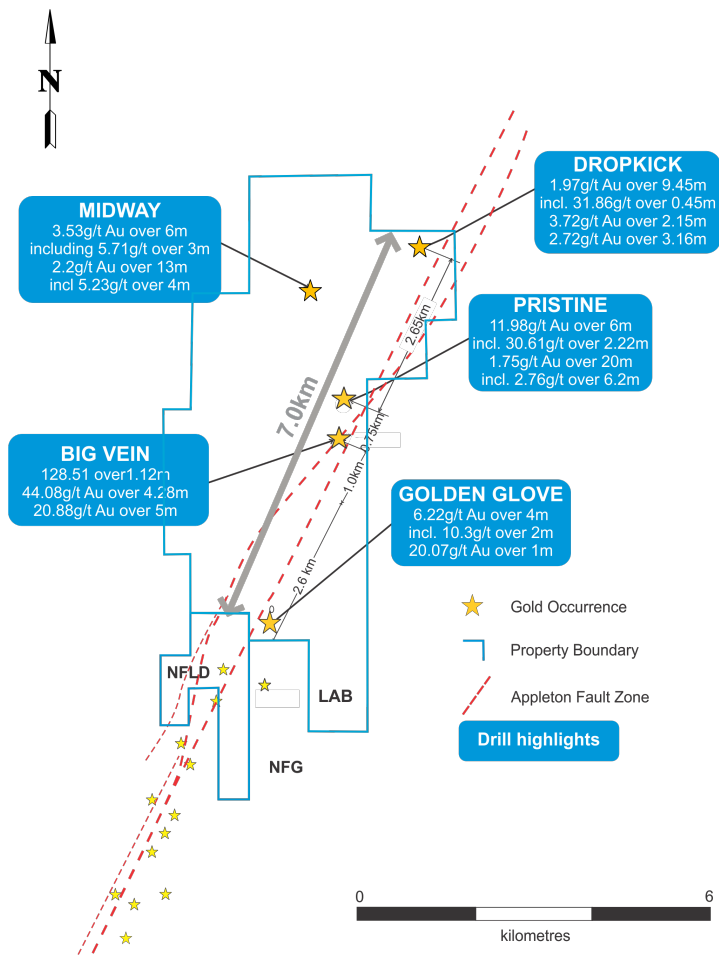 N
DROPKICK
1.97g/t Au over 9.45m
incl. 31.86g/t over 0.45m
3.72g/t Au over 2.15m
2.72g/t Au over 3.16m
MIDWAY
3.53g/t Au over 6m
including 5.71g/t over 3m
2.2g/t Au over 13m
incl 5.23g/t over 4m
PRISTINE
11.98g/t Au over 6m
incl. 30.61g/t over 2.22m
1.75g/t Au over 20m
incl. 2.76g/t over 6.2m
2.65km
7.0km
0.75km
BIG VEIN
128.51 over1.12m
44.08g/t Au over 4.28m
20.88g/t Au over 5m
1.0km
GOLDEN GLOVE
6.22g/t Au over 4m
incl. 10.3g/t over 2m
20.07g/t Au over 1m
2.6 km
Gold Occurrence
Property Boundary
Appleton Fault Zone
Drill highlights
NFLD
LAB
NFG
0 6
kilometres